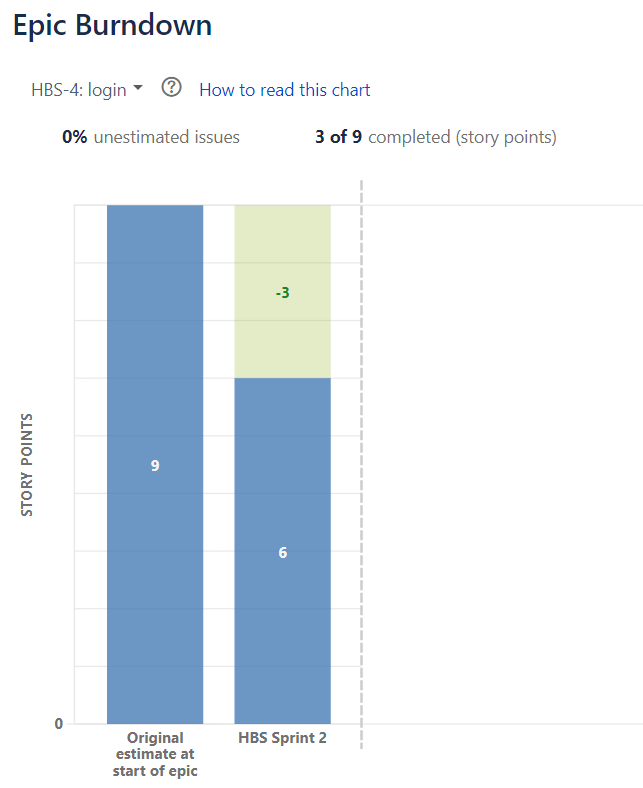 Epic Burndown
HBS-4: login
How to read this chart
0% unestimated issues
3 of 9 completed (story points)
-3
STORY POINTS
9
6
0
Original
estimate at
start of epic
HBS Sprint 2